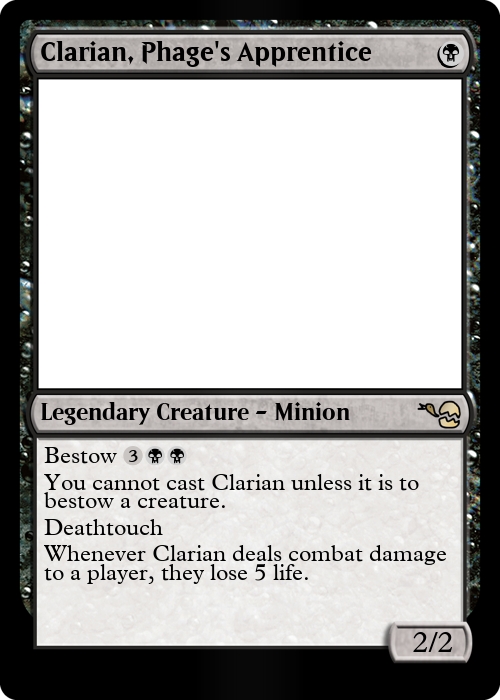 Clarian, Phage's Apprentice
Legendary Creature - Minion
Bestow 3
You cannot cast Clarian unless it is to
bestow a creature.
Deathtouch
Whenever Clarian deals combat damage
to a player, they lose 5 life.
2/2